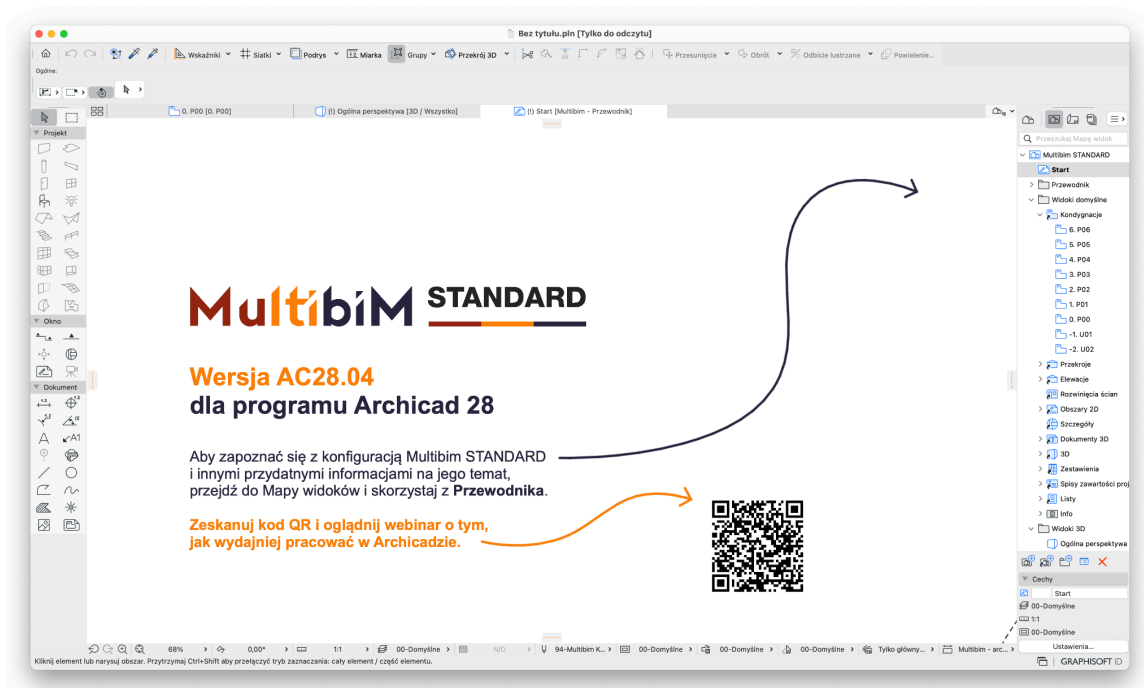 Bez tytułu.pln [Tylko do odczytu]
Wskaźniki
Siatki
Podrys
Miarka
Grupy
Przekrój 3D
Przesunięcie
Obrót
Odbicie lustrzane
Powielenie...
Ogólne:
0. P00 [0. P00]
(!) Ogólna perspektywa [3D / Wszystko]
(!) Start [Multibim - Przewodnik]
Projekt
Okno
Dokument
A1
MultibiM STANDARD
Wersja AC28.04
dla programu Archicad 28
Aby zapoznać się z konfiguracją Multibim STANDARD
i innymi przydatnymi informacjami na jego temat,
przejdź do Mapy widoków i skorzystaj z Przewodnika.
Zeskanuj kod QR i oglądnij webinar o tym,
jak wydajniej pracować w Archicadzie.
Przeszukaj Mapę widok
Multibim STANDARD
Start
Przewodnik
Widoki domyślne
Kondygnacje
6. P06
5. P05
4. P04
3. P03
2. P02
1. P01
0. P00
-1. U01
-2. U02
Przekroje
Elewacje
Rozwinięcia ścian
Obszary 2D
Szczegóły
Dokumenty 3D
3D
Zestawienia
Spisy zawartości proj
Listy
Info
Widoki 3D
Ogólna perspektywa
Cechy
Start
00-Domyślne
1:1
00-Domyślne
Ustawienia...
68%
0,00°
1:1
00-Domyślne
N/D
94-Multibim K...
00-Domyślne
00-Domyślne
00-Domyślne
Tylko główny...
Multibim - arc...
Kliknij element lub narysuj obszar. Przytrzymaj Ctrl+Shift aby przełączyć tryb zaznaczania: cały element / część elementu.
GRAPHISOFT ID